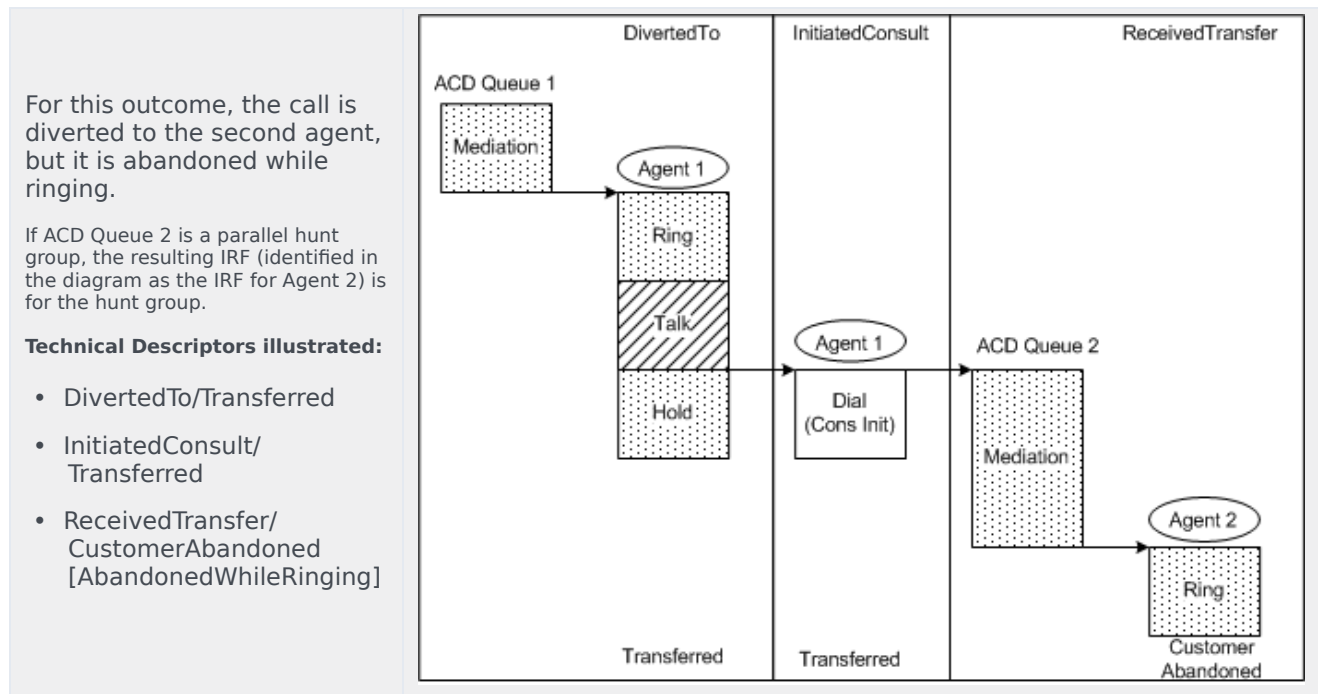 For this outcome, the call is
diverted to the second agent,
but it is abandoned while
ringing.
If ACD Queue 2 is a parallel hunt
group, the resulting IRF (identified in
the diagram as the IRF for Agent 2) is
for the hunt group.
Technical Descriptors illustrated:
• DivertedTo/Transferred
• InitiatedConsult/
Transferred
• ReceivedTransfer/
CustomerAbandoned
[AbandonedWhileRinging]
DivertedTo
InitiatedConsult
ReceivedTransfer
ACD Queue 1
Mediation
Agent 1
Ring
Talk
Hold
Agent 1
Dial
(Cons Init)
ACD Queue 2
Mediation
Agent 2
Ring
Customer
Abandoned
Transferred
Transferred